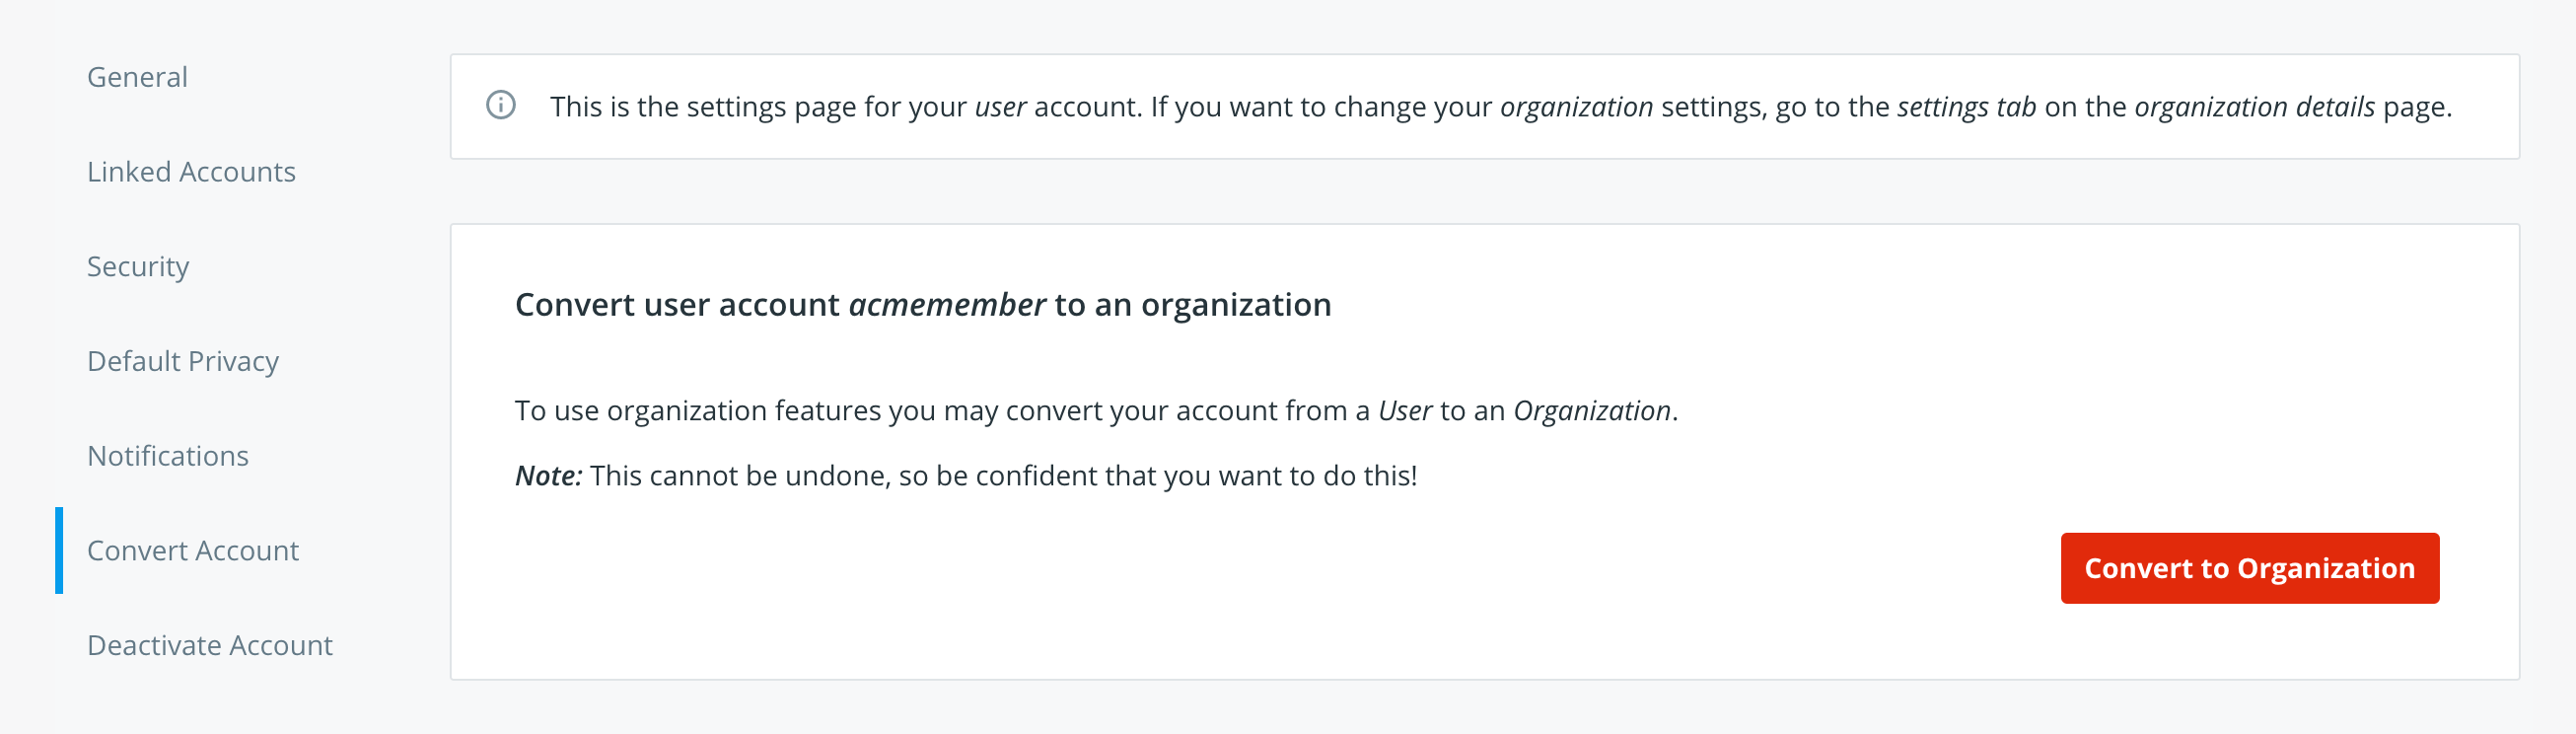 General
Linked Accounts
Security
Default Privacy
Notifications
Convert Account
Deactivate Account
This is the settings page for your user account. If you want to change your organization settings, go to the settings tab on the organization details page.
Convert user account acmemember to an organization
To use organization features you may convert your account from a User to an Organization.
Note: This cannot be undone, so be confident that you want to do this!
Convert to Organization